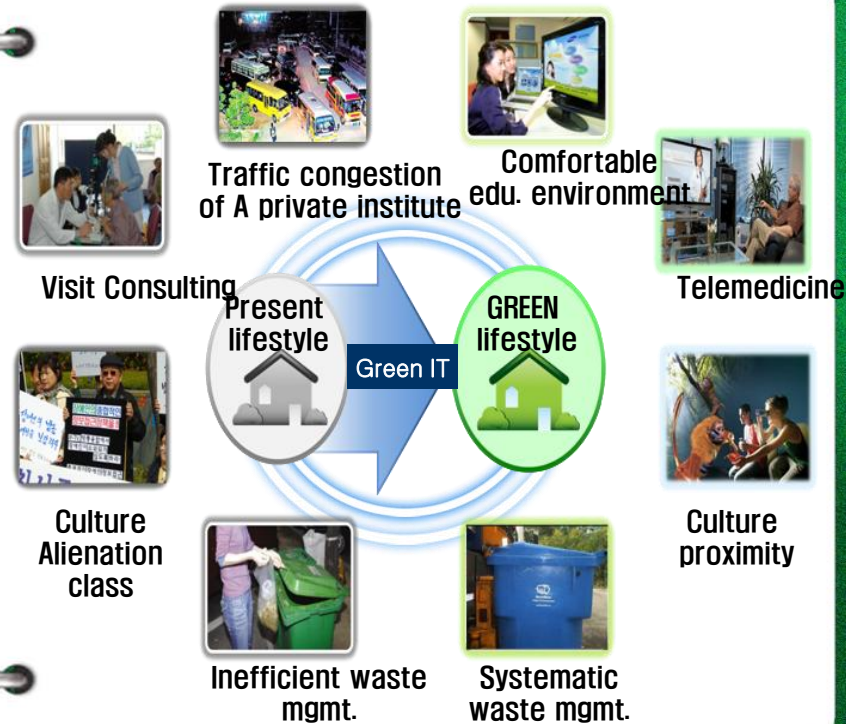 Traffic congestion
of A private institute
Comfortable
edu. environment
Visit Consulting
Telemedicine
Present
lifestyle
Green IT
GREEN
lifestyle
Culture
Alienation
class
Culture
proximity
Inefficient waste
mgmt.
Systematic
waste mgmt.